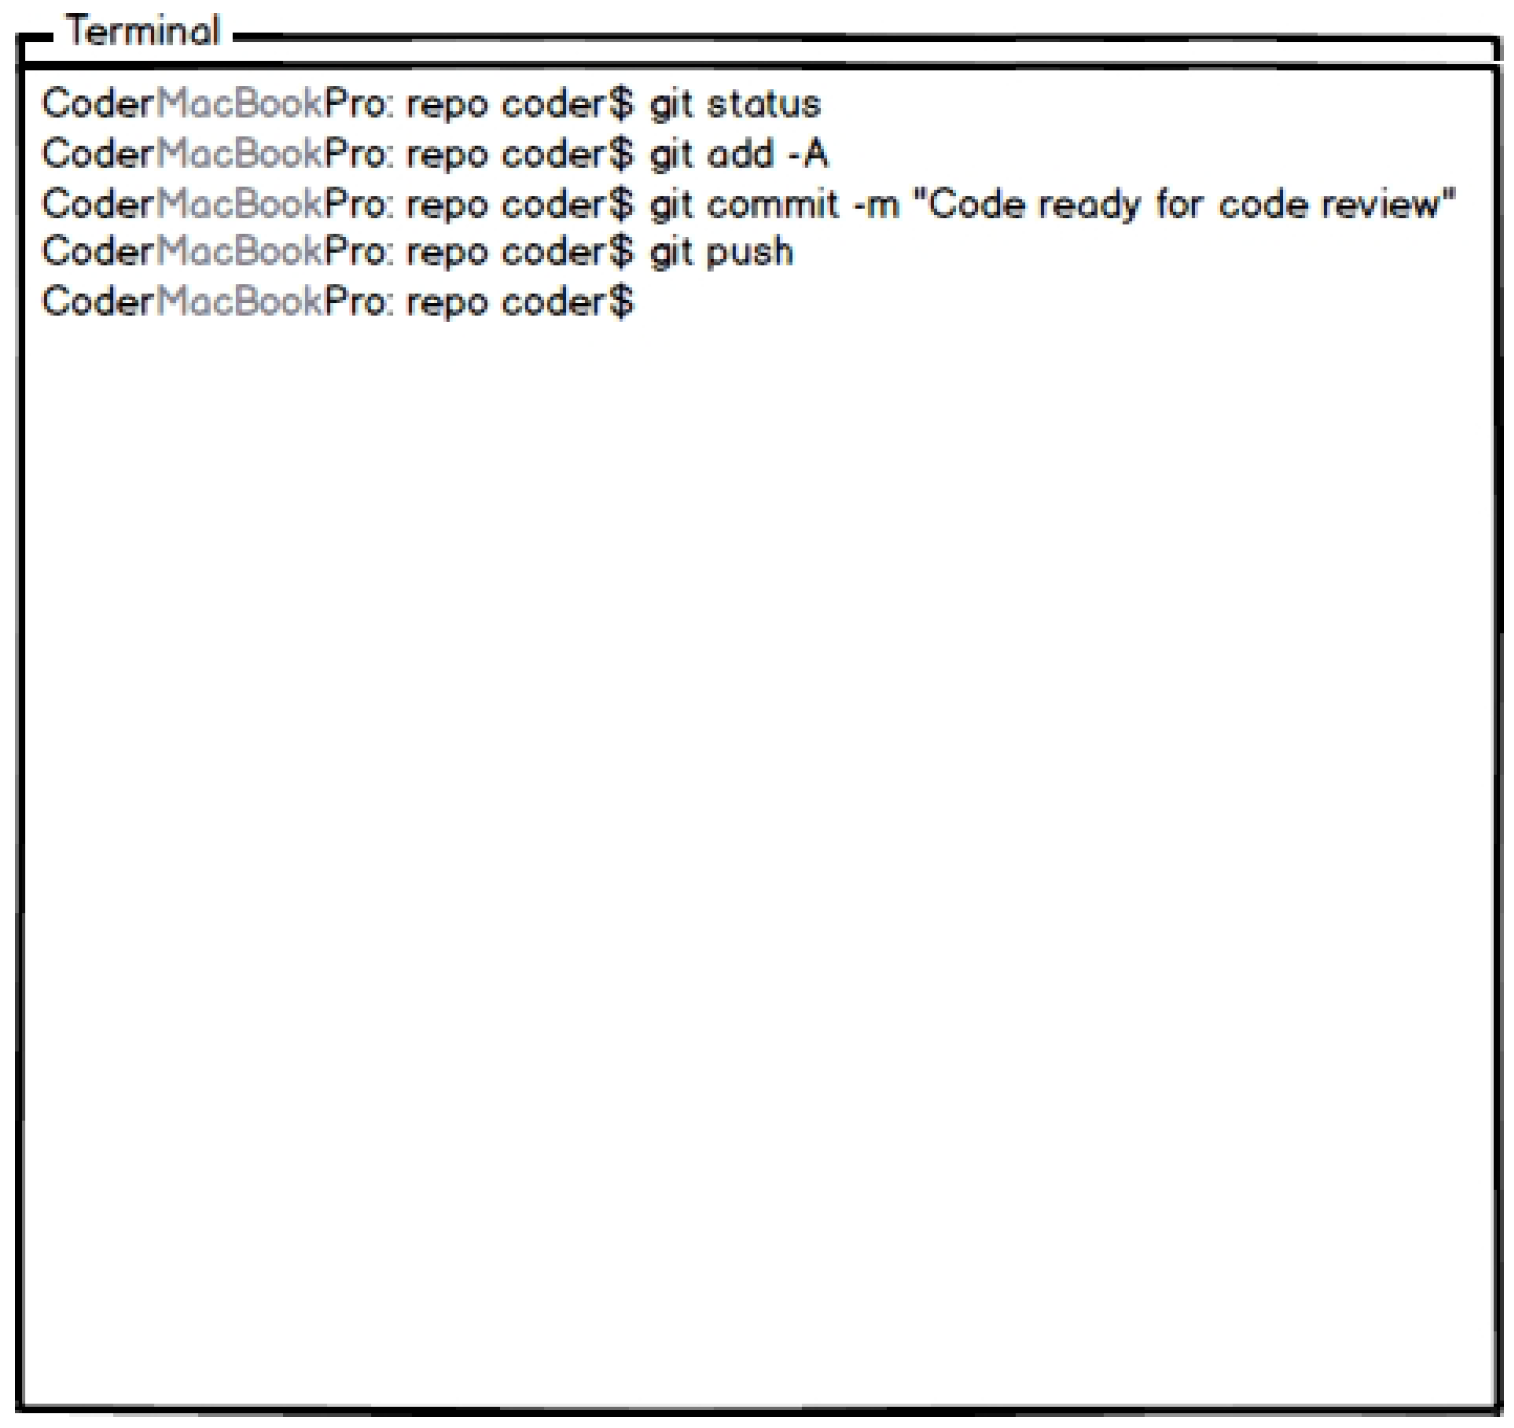 Terminal
CoderMacBookPro: repo coder$ git status
CoderMacBookPro: repo coder$ git add -A
CoderMacBookPro: repo coder$ git commit -m "Code ready for code review"
CoderMacBookPro: repo coder$ git push
CoderMacBookPro: repo coder$